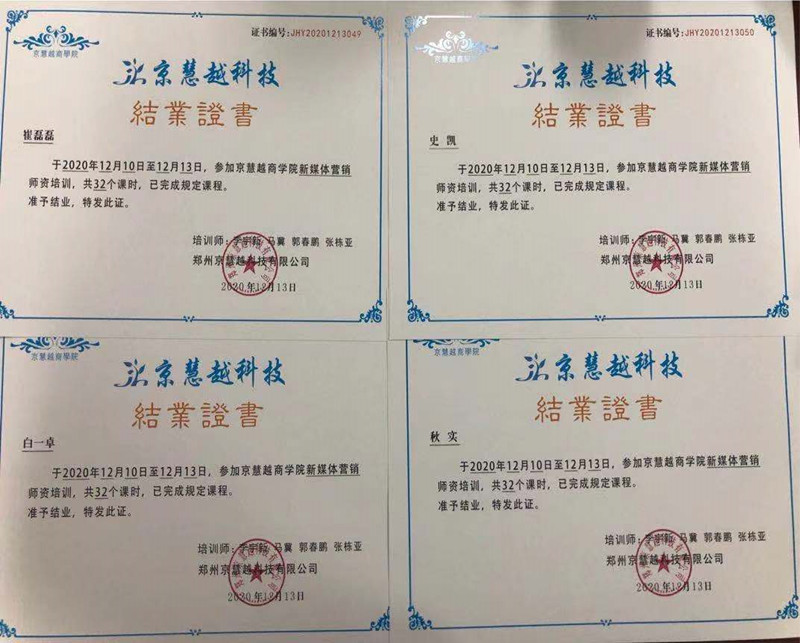 证书编号:JHY20201213049
京慧越商學院
京慧越科技
結業證書
崔磊磊
于2020年12月10日至12月13日，参加京慧越商学院新媒体营销
师资培训，共32个课时，已完成规定课程。
准予结业，特发此证。
培训师：李宇新 马冀 郭春鹏 张栋亚
郑州京慧越科技有限公司
2020年12月13日
证书编号:JHY20201213050
京慧越商學院
京慧越科技
結業證書
史凯
于2020年12月10日至12月13日，参加京慧越商学院新媒体营销
师资培训，共32个课时，已完成规定课程。
准予结业，特发此证。
培训师：李宇新 马冀 郭春鹏 张栋亚
郑州京慧越科技有限公司
2020年12月13日
京慧越商學院
京慧越科技
結業證書
白一卓
于2020年12月10日至12月13日，参加京慧越商学院新媒体营销
师资培训，共32个课时，已完成规定课程。
准予结业，特发此证。
培训师：李宇新 马冀 郭春鹏 张栋亚
郑州京慧越科技有限公司
2020年12月13日
京慧越商學院
京慧越科技
結業證書
秋实
于2020年12月10日至12月13日，参加京慧越商学院新媒体营销
师资培训，共32个课时，已完成规定课程。
准予结业，特发此证。
培训师：李宇新 马冀 郭春鹏 张栋亚
郑州京慧越科技有限公司
2020年12月13日